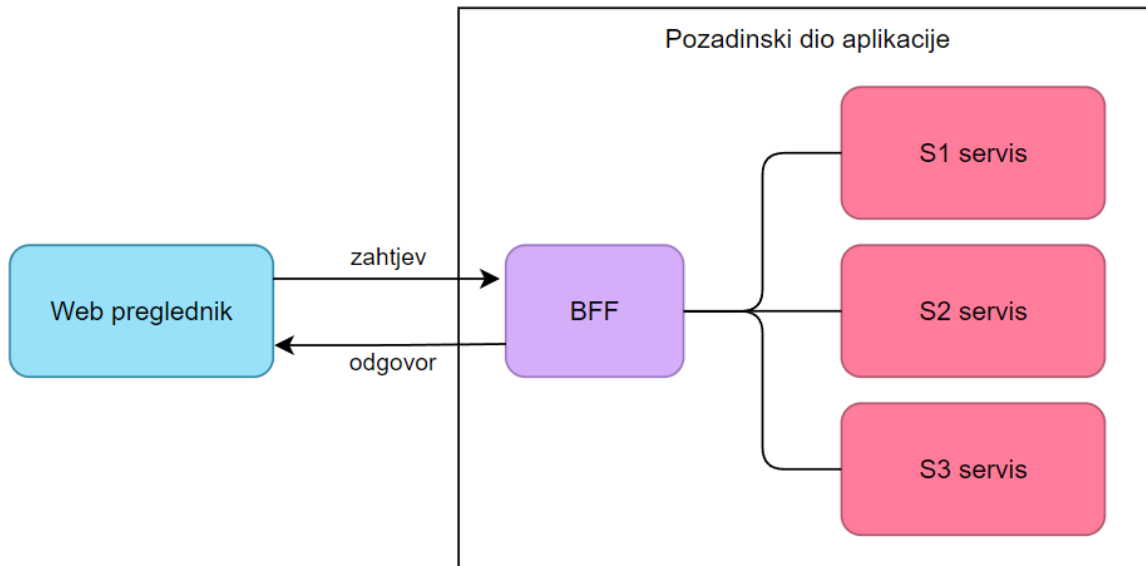 Pozadinski dio aplikacije
S1 servis
zahtjev
Web preglednik
BFF
S2 servis
odgovor
S3 servis